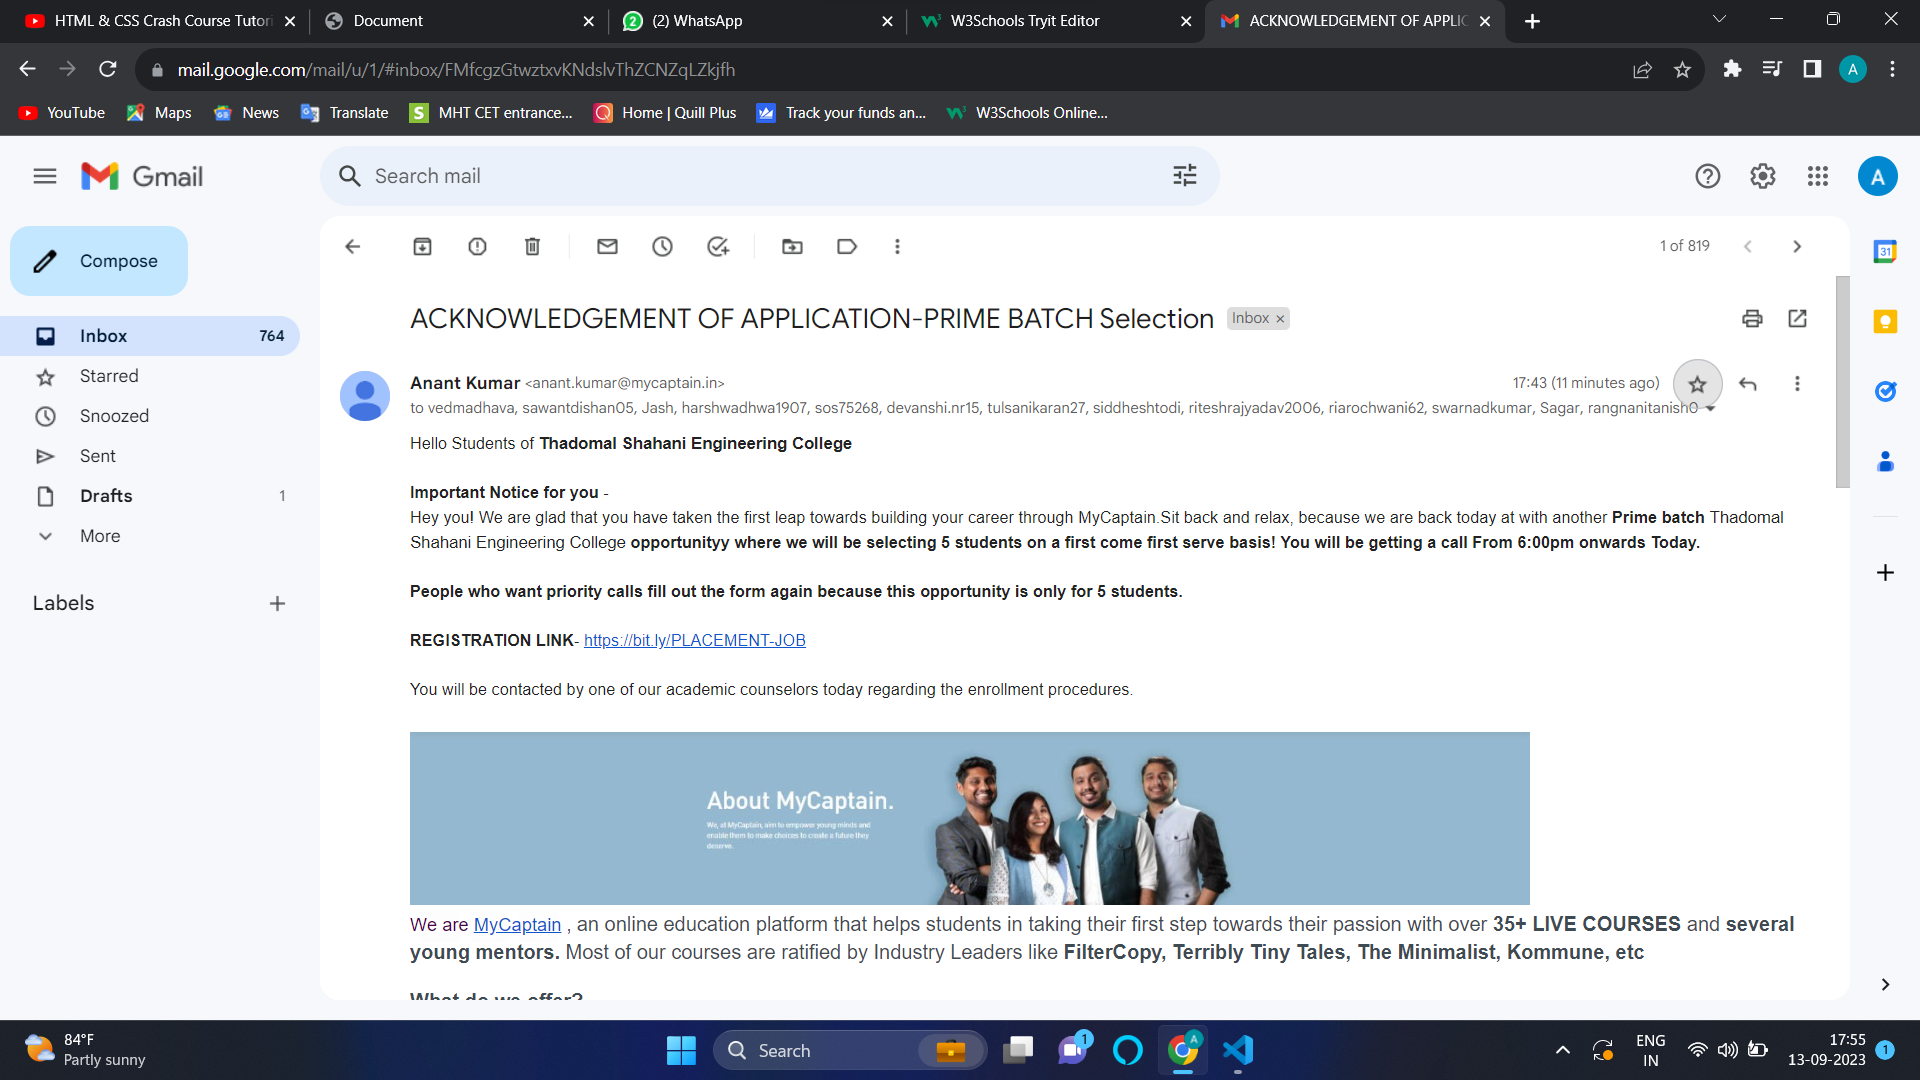 HTML & CSS Crash Course Tutori
Document
(2) WhatsApp
W3Schools Tryit Editor
ACKNOWLEDGEMENT OF APPLIC
mail.google.com/mail/u/1/#inbox/FMfcgzGtwztxvKNdslvThZCNZqLZkjfh
A
YouTube
Maps
News
Translate
MHT CET entrance...
Home | Quill Plus
Track your funds an...
W3Schools Online...
Gmail
Search mail
A
Compose
1 of 819
Inbox 764
Starred
Snoozed
Sent
Drafts 1
More
Labels
31
ACKNOWLEDGEMENT OF APPLICATION-PRIME BATCH Selection Inbox ×
Anant Kumar <anant.kumar@mycaptain.in> 17:43 (11 minutes ago)
to vedmadhava, sawantdishan05, Jash, harshwadhwa1907, sos75268, devanshi.nr15, tulsanikaran27, siddheshtodi, riteshrajyadav2006, riarochwani62, swarnadkumar, Sagar, rangnanitanish0
Hello Students of Thadomal Shahani Engineering College
Important Notice for you -
Hey you! We are glad that you have taken the first leap towards building your career through MyCaptain.Sit back and relax, because we are back today at with another Prime batch Thadomal
Shahani Engineering College opportunityy where we will be selecting 5 students on a first come first serve basis! You will be getting a call From 6:00pm onwards Today.
People who want priority calls fill out the form again because this opportunity is only for 5 students.
REGISTRATION LINK- https://bit.ly/PLACEMENT-JOB
You will be contacted by one of our academic counselors today regarding the enrollment procedures.
About MyCaptain.
We, at MyCaptain, aim to empower young minds and
enable them to make choices to create a future they
deserve.
We are MyCaptain , an online education platform that helps students in taking their first step towards their passion with over 35+ LIVE COURSES and several
young mentors. Most of our courses are ratified by Industry Leaders like FilterCopy, Terribly Tiny Tales, The Minimalist, Kommune, etc
What do we offer?
84°F
Partly sunny
Search
1
A
ENG
IN
17:55
13-09-2023
1